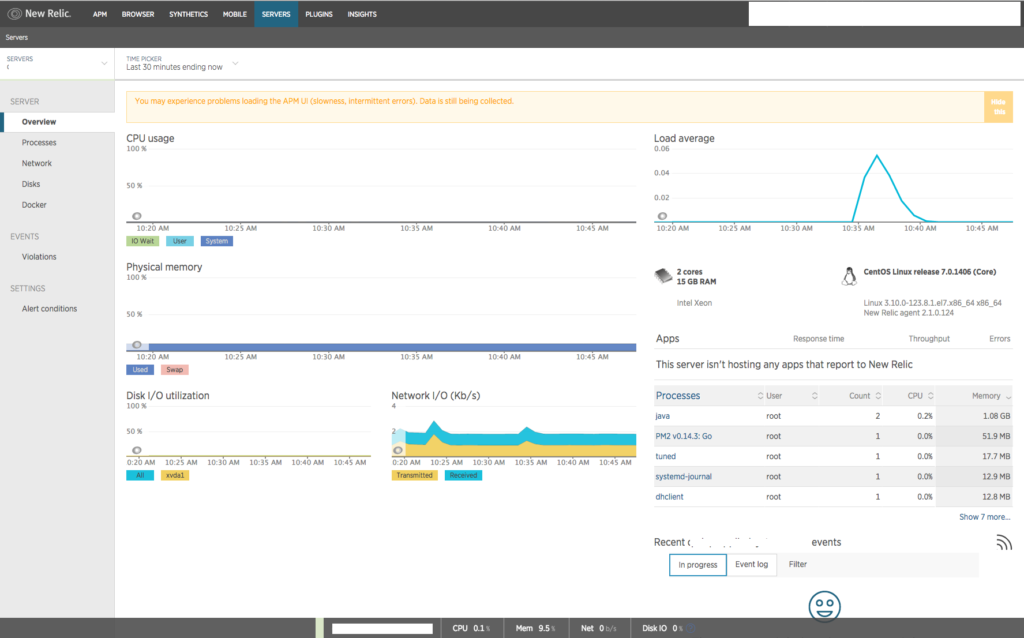 New Relic.
APM BROWSER SYNTHETICS MOBILE SERVERS PLUGINS INSIGHTS
Servers
SERVERS
TIME PICKER
Last 30 minutes ending now
SERVER
Overview
Processes
Network
Disks
Docker
EVENTS
Violations
SETTINGS
Alert conditions
You may experience problems loading the APM UI (slowness, intermittent errors). Data is still being collected.
Hide
this
CPU usage
100 %
50 %
10:20 AM 10:25 AM 10:30 AM 10:35 AM 10:40 AM 10:45 AM
IO Wait User System
Physical memory
100 %
50 %
10:20 AM 10:25 AM 10:30 AM 10:35 AM 10:40 AM 10:45 AM
Used Swap
Disk I/O utilization
100 %
50 %
0:20 AM 10:25 AM 10:30 AM 10:35 AM 10:40 AM 10:45 AM
All xvda1
Network I/O (Kb/s)
4
2
0:20 AM 10:25 AM 10:30 AM 10:35 AM 10:40 AM 10:45 AM
Transmitted Received
Load average
0.06
0.04
0.02
10:20 AM 10:25 AM 10:30 AM 10:35 AM 10:40 AM 10:45 AM
2 cores
15 GB RAM
Intel Xeon
CentOS Linux release 7.0.1406 (Core)
Linux 3.10.0-123.8.1.el7.x86_64 x86_64
New Relic agent 2.1.0.124
Apps Response time Throughput Errors
This server isn't hosting any apps that report to New Relic
Processes User Count CPU Memory
java root 2 0.2% 1.08 GB
PM2 v0.14.3: Go root 1 0.0% 51.9 MB
tuned root 1 0.0% 17.7 MB
systemd-journal root 1 0.0% 12.9 MB
dhclient root 1 0.0% 12.8 MB
Show 7 more...
Recent events
In progress Event log Filter
CPU 0.1 % Mem 9.5 % Net 0 b/s Disk IO 0 %